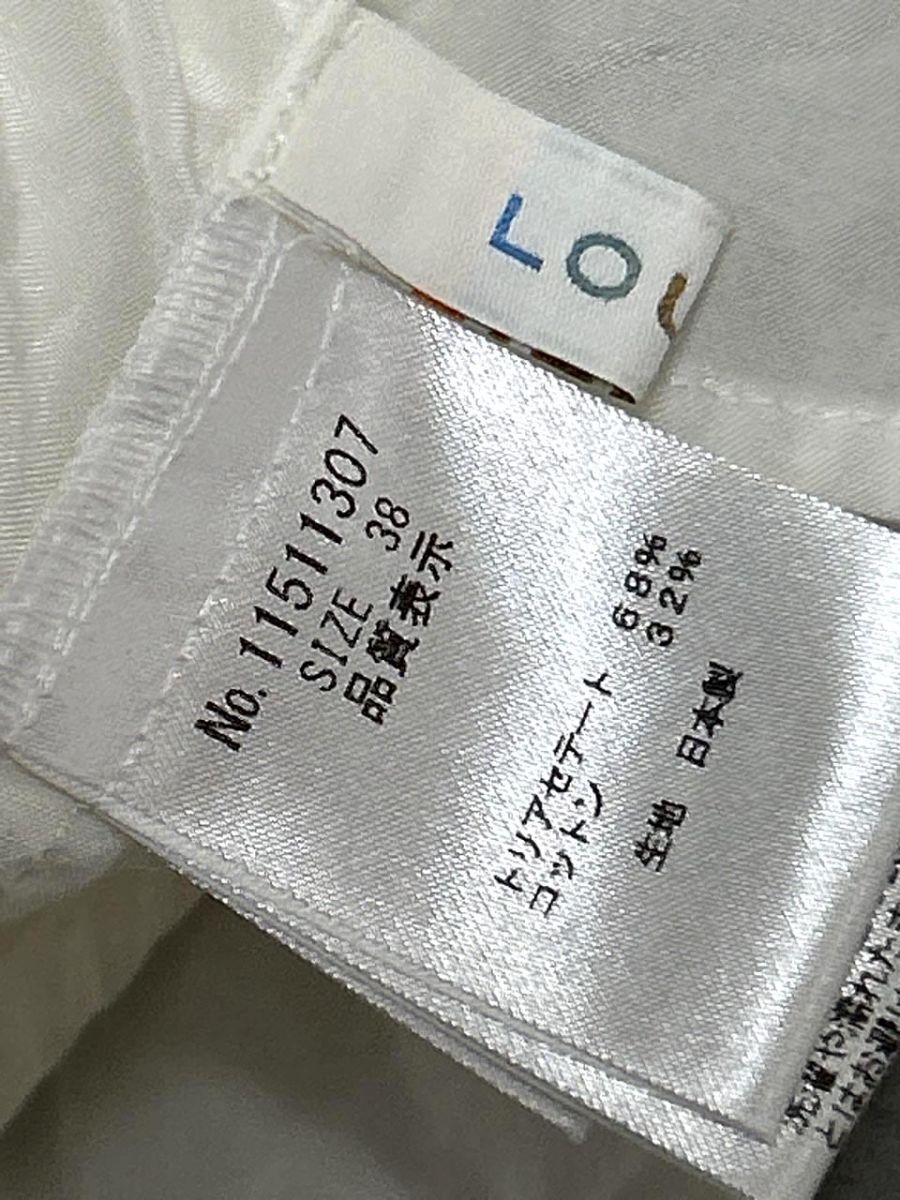 LO
No.11511307
SIZE 38
品質表示
トリアセテート 68%
コットン 32%
生地 日本製